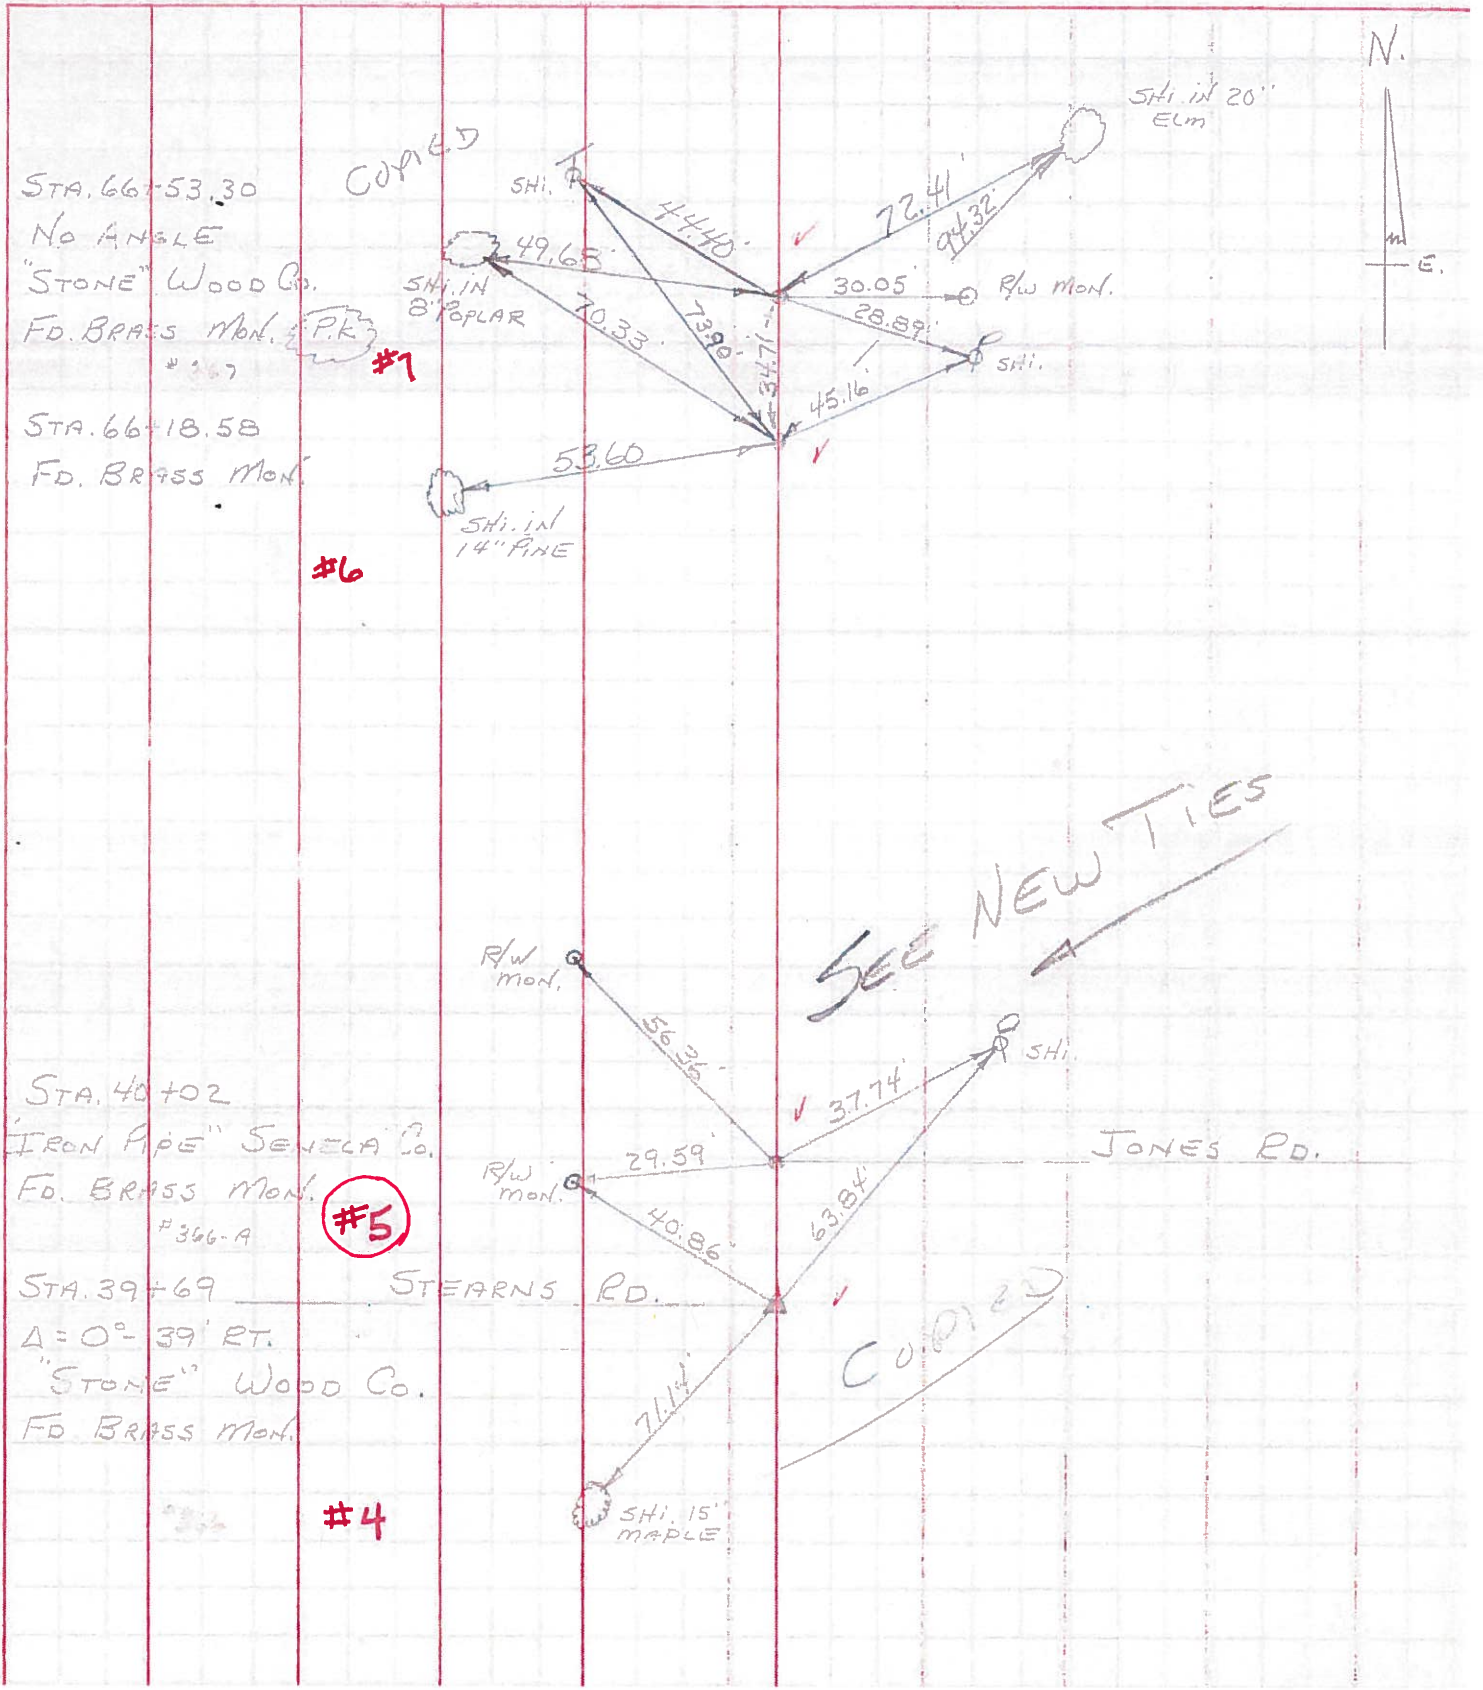 N.
E.
SHi. iN 20"
ELM
COPIED
STA. 66+53.30
No ANGLE
"STONE" WOOD Co.
FD. BRASS MON. P.K.
#7
SHi.
44.40'
72.41'
94.32'
49.65'
SHi. iN
8" POPLAR
30.05'
R/W MON.
28.89'
SHi.
70.33'
73.90'
34.71
45.16'
STA. 66+18.58
FD. BRASS MON.
53.60
SHi. iN
14" PiNE
#6
SEE NEW TiES
R/W
MON.
56.36'
SHi.
37.74'
STA. 40+02
"IRON PiPE" SENECA Co.
FD. BRASS MON.
#366-A
#5
29.59'
R/W
MON.
JONES RD.
40.86'
63.84'
STA. 39+69
STEARNS RD.
Δ = 0°-39' RT.
"STONE" WOOD Co.
FD BRASS MON.
COPIED
71.14'
#4
SHi. 15"
MAPLE